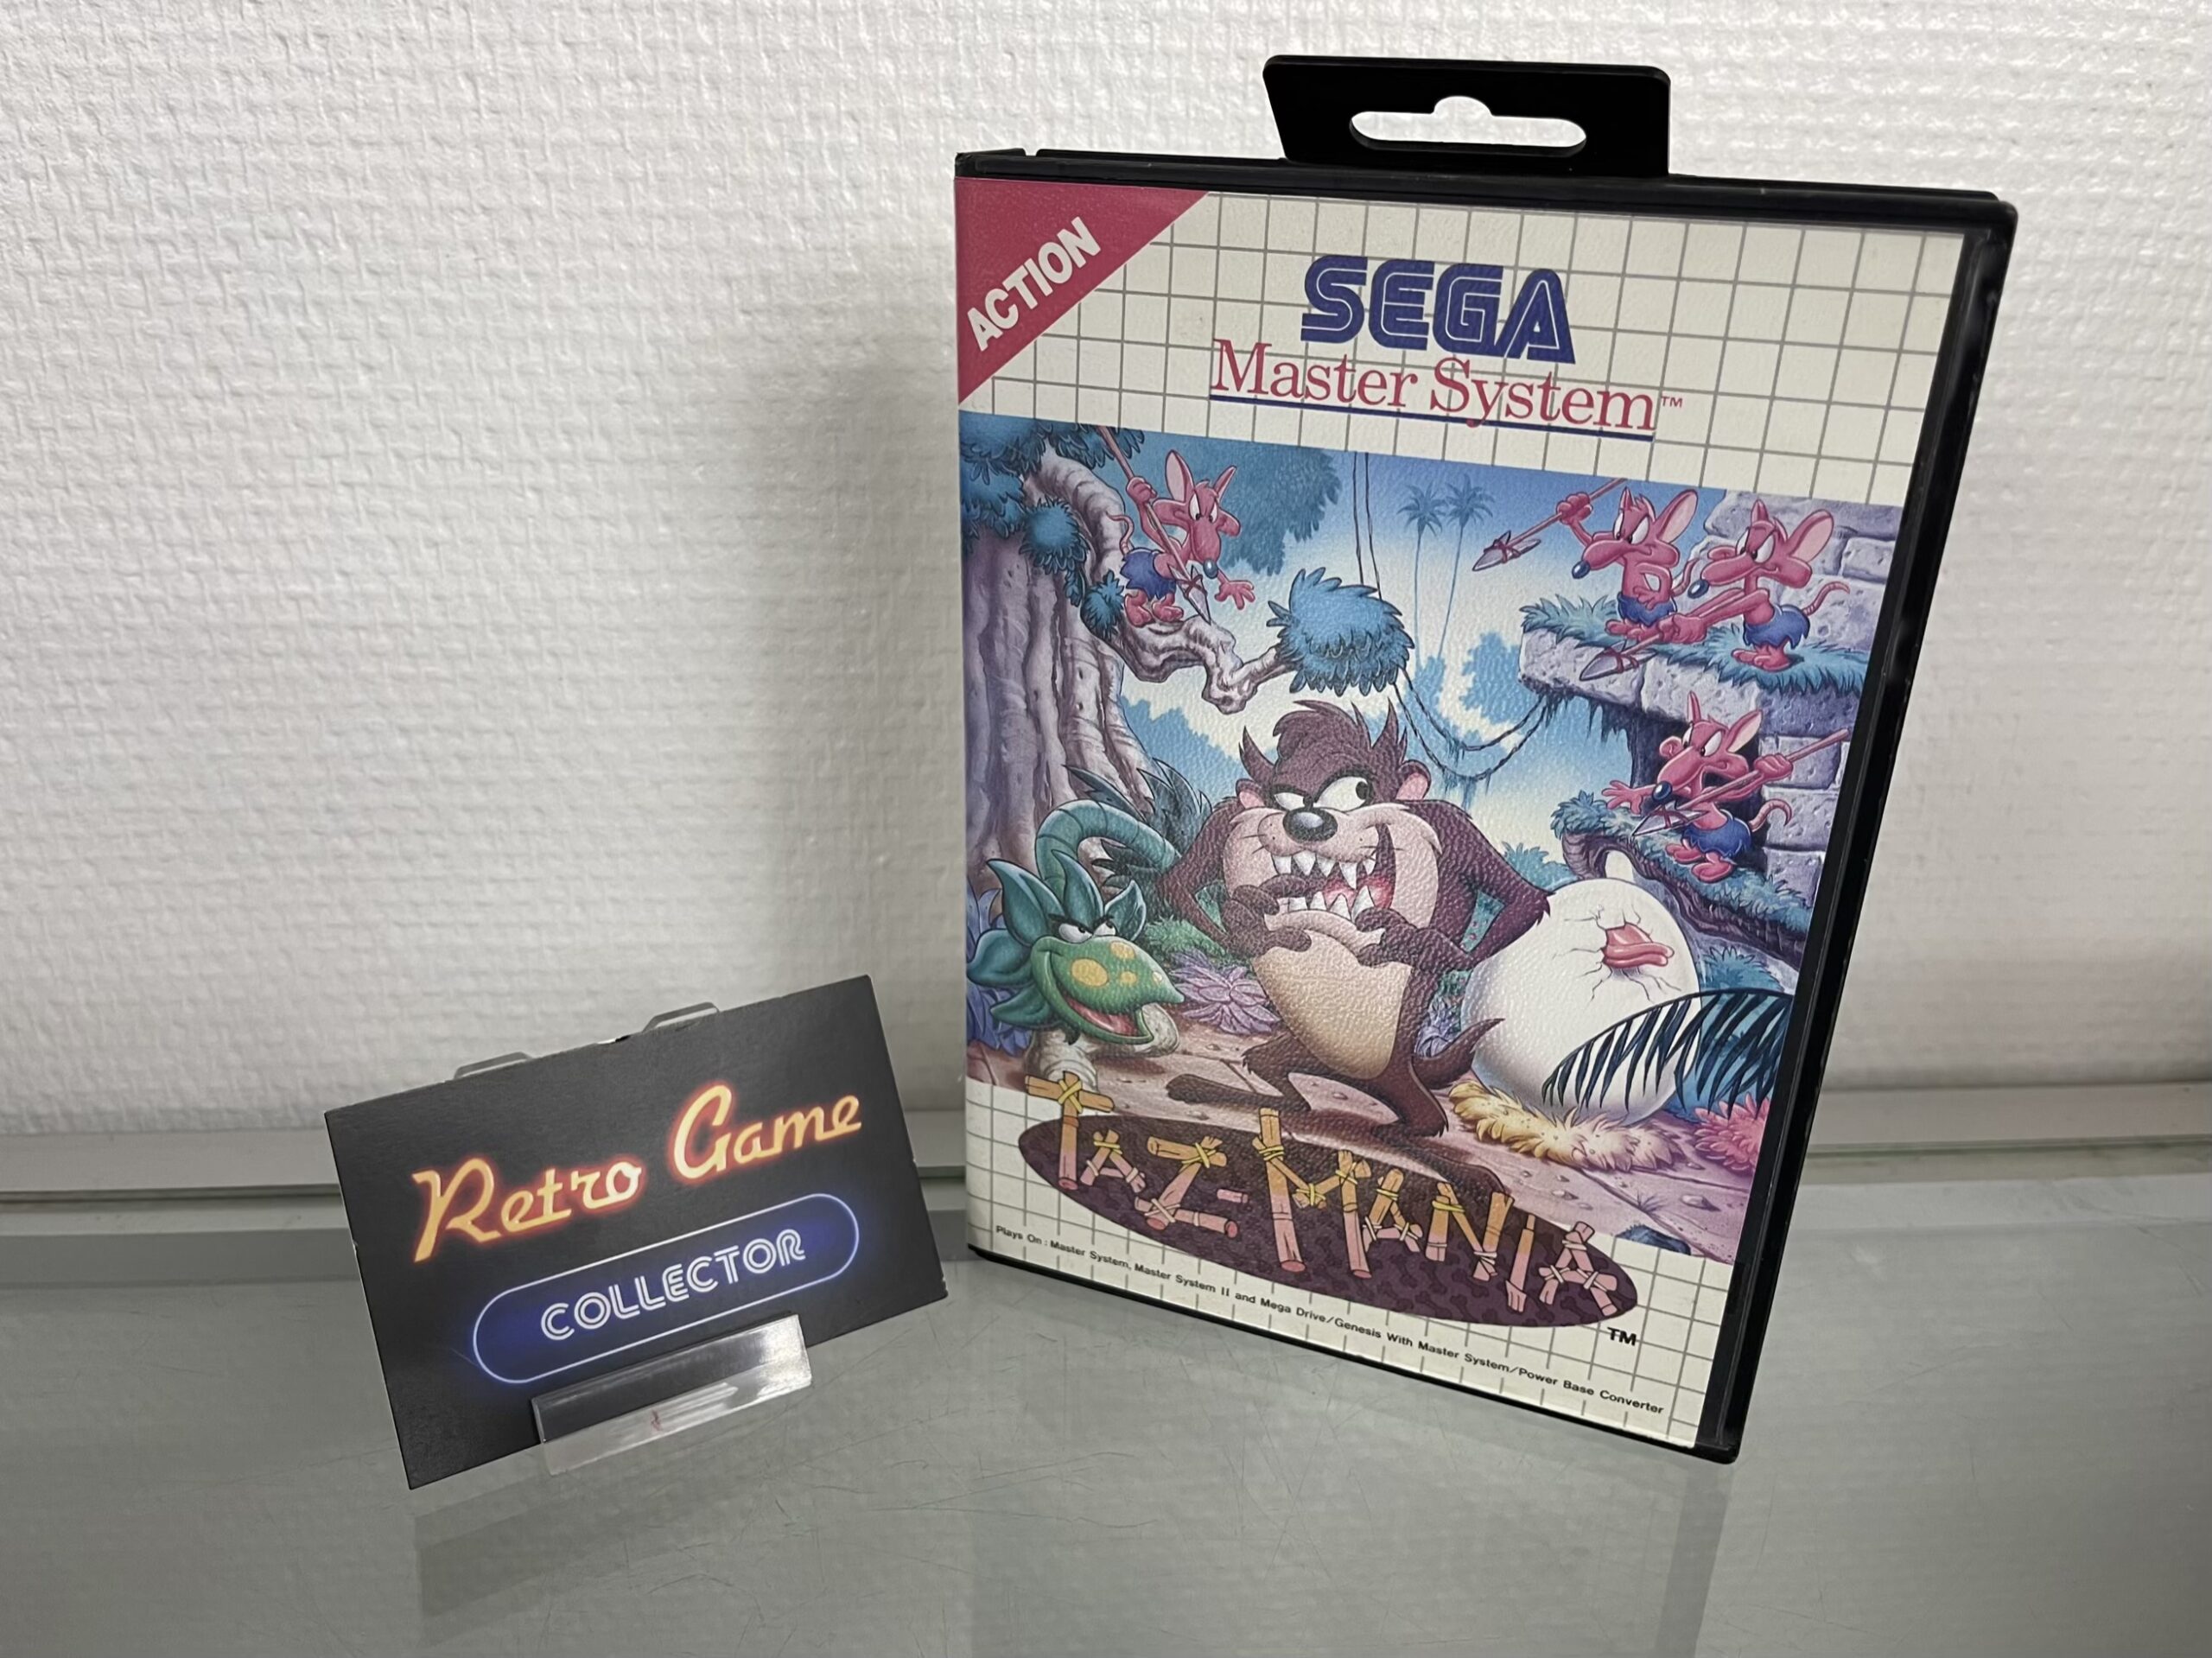 ACTION
SEGA
Master System™
TAZ-MANIA
TM
Plays On : Master System, Master System II and Mega Drive/Genesis With Master System/Power Base Converter
Retro Game
COLLECTOR